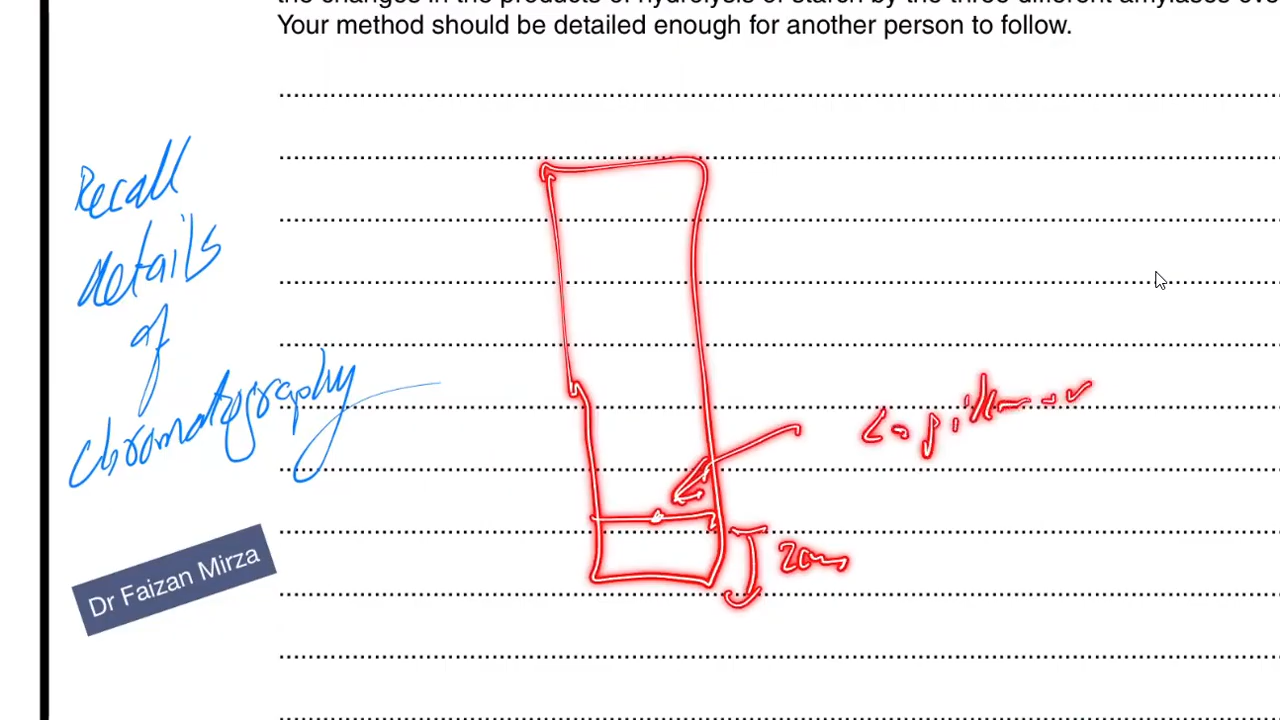 the changes in the products of hydrolysis of starch by the three different amylases ove
Your method should be detailed enough for another person to follow.
Recall
details
of
chromatography
2cm
Dr Faizan Mirza